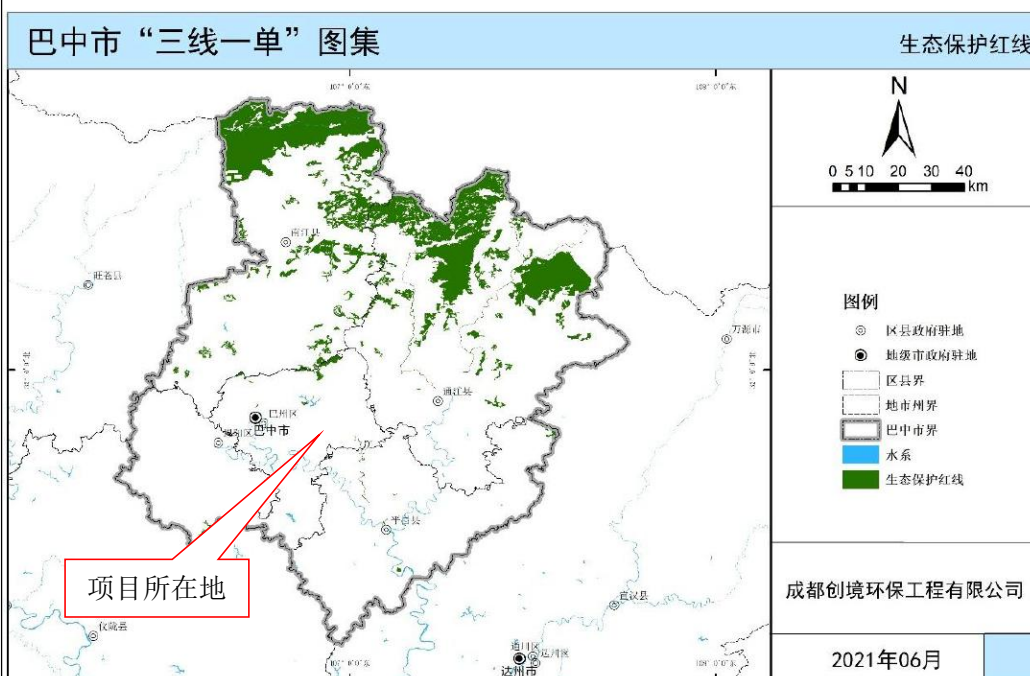 巴中市“三线一单”图集
生态保护红线
N
0 5 10 20 30 40
km
南江县
旺苍县
万源市
通江县
巴州区
恩阳区
巴中市
平昌县
项目所在地
仪陇县
宣汉县
通川区
达川区
达州市
图例
区县政府驻地
地级市政府驻地
区县界
地市州界
巴中市界
水系
生态保护红线
成都创境环保工程有限公司
2021年06月